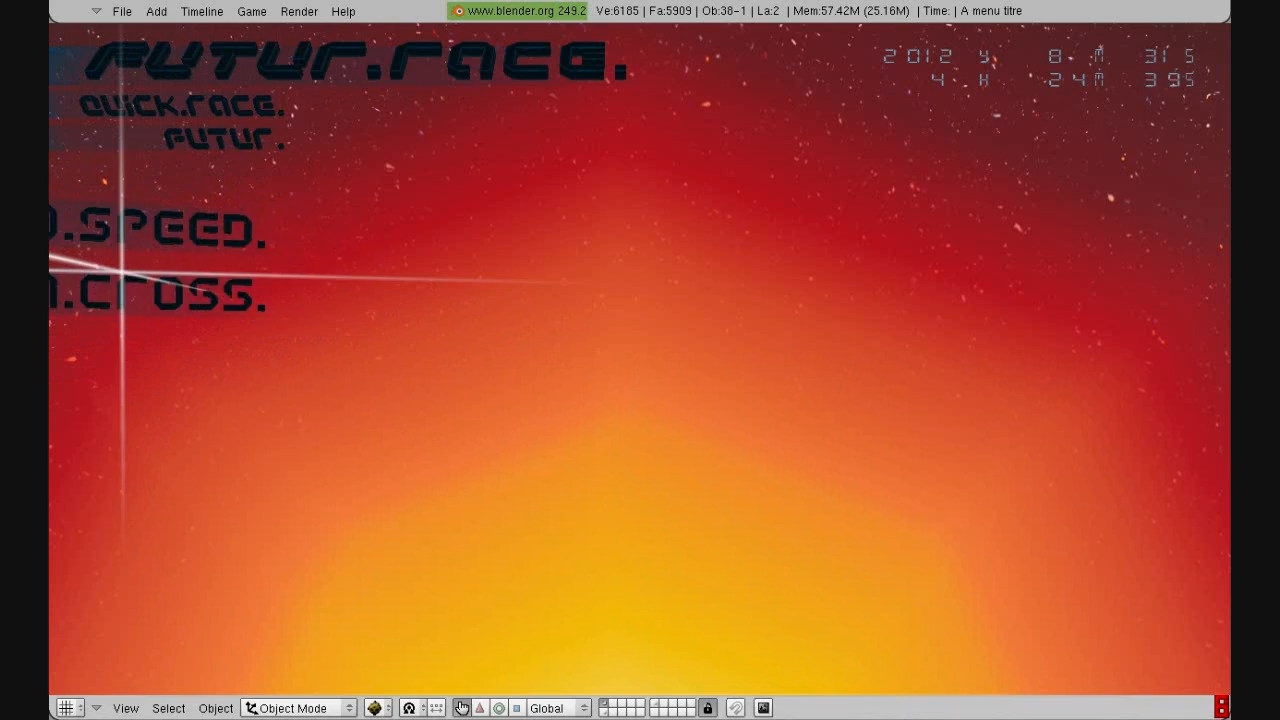 File Add Timeline Game Render Help www.blender.org 249.2 Ve:6185 | Fa:5909 | Ob:38-1 | La:2 | Mem:57.42M (25.16M) | Time: | A menu titre
FUTUR.RACE.
2012 y 8 M 31 S
4 H 24 m 39 S
QUICK.RACE.
FUTUR.
.SPEED.
.CROSS.
View Select Object Object Mode Global